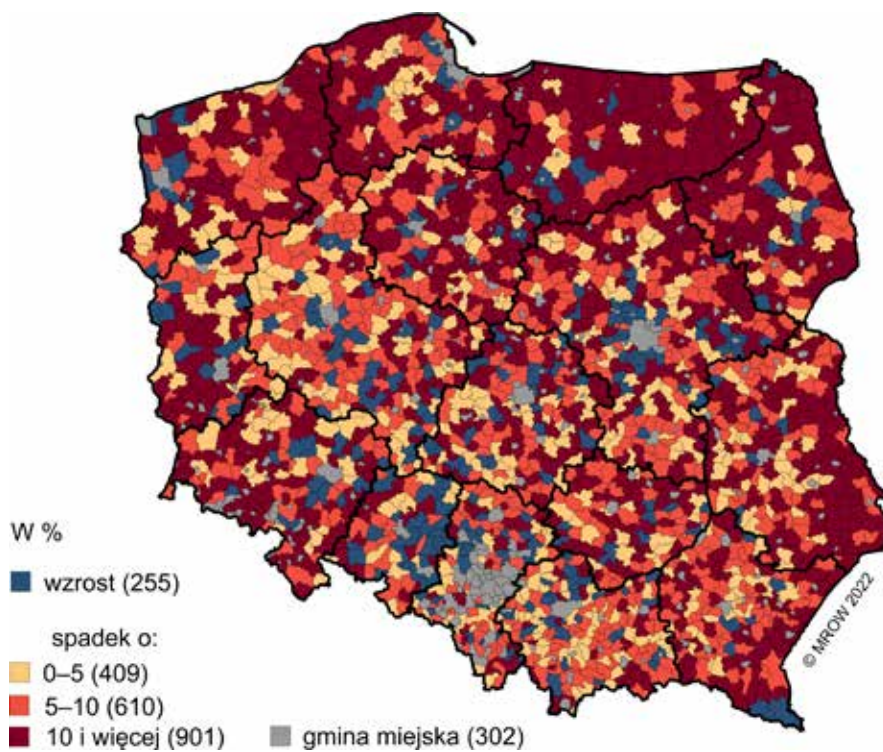 W %
wzrost (255)
spadek o:
0–5 (409)
5–10 (610)
10 i więcej (901)
gmina miejska (302)
© MROW 2022